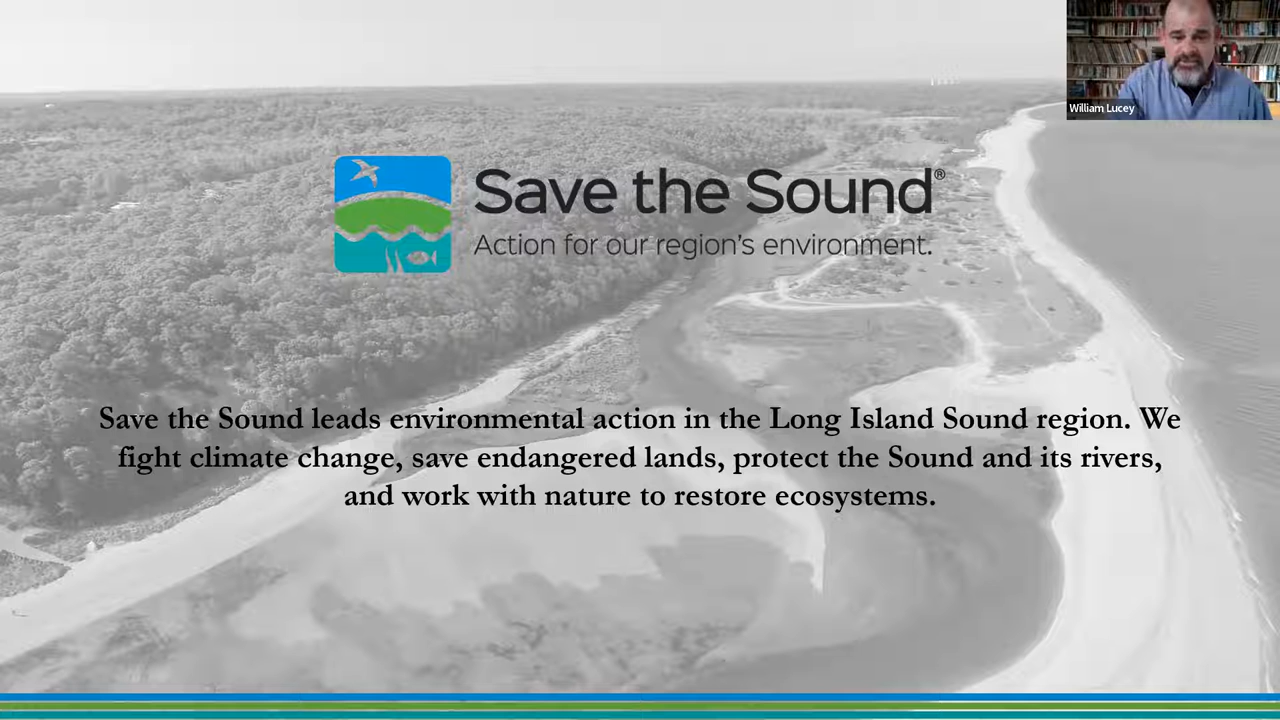 William Lucey
Save the Sound®
Action for our region's environment.
Save the Sound leads environmental action in the Long Island Sound region. We
fight climate change, save endangered lands, protect the Sound and its rivers,
and work with nature to restore ecosystems.